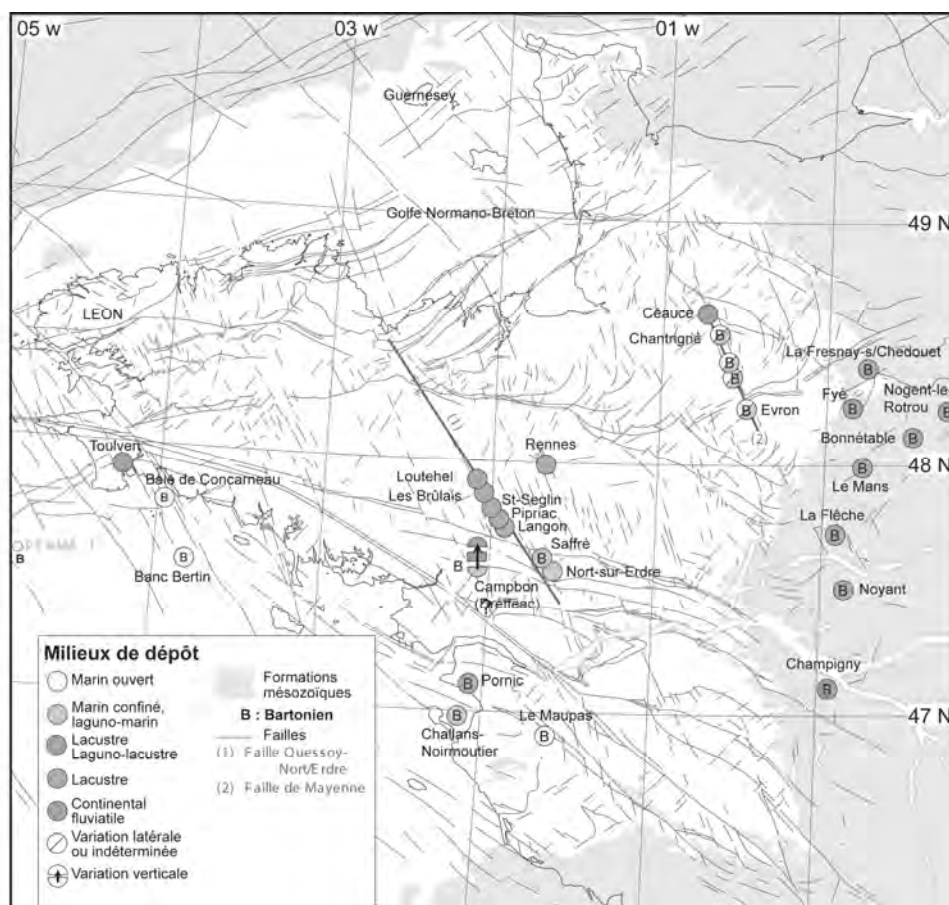 05 w
03 w
01 w
Guernesey
Golfe Normano-Breton
49 N
LEON
Céaucé
Chantrigné
B
B
B
La Fresnay-s/Chedouet
B
Fyé
B
Nogent-le
Rotrou
B
B
Evron
(2)
Bonnétable
B
Toulven
Rennes
48 N
Baie de Concarneau
B
Loutehel
Les Brûlais
St-Seglin
Pipriac
Langon
B
Le Mans
La Flêche
B
Saffré
B
B
Banc Bertin
B
Nort-sur-Erdre
B
Campbon
(Dréffeac)
?
B
Noyant
Champigny
B
B
Pornic
47 N
B
Challans-
Noirmoutier
Le Maupas
B
(1)
Milieux de dépôt
Marin ouvert
Marin confiné,
laguno-marin
Lacustre
Laguno-lacustre
Lacustre
Continental
fluviatile
Variation latérale
ou indéterminée
Variation verticale
Formations
mésozoïques
B : Bartonien
Failles
(1) Faille Quessoy-
Nort/Erdre
(2) Faille de Mayenne